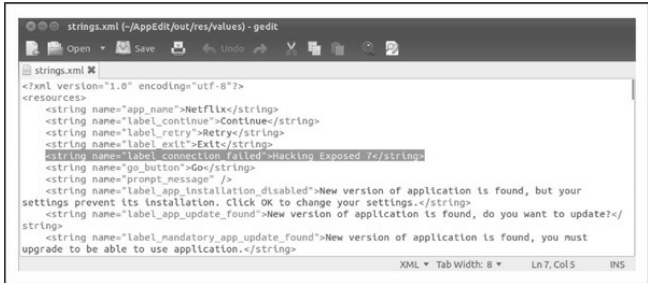 strings.xml (~/AppEdit/out/res/values) - gedit
Open Save Undo
strings.xml
<?xml version="1.0" encoding="utf-8"?>
<resources>
<string name="app_name">Netflix</string>
<string name="label_continue">Continue</string>
<string name="label_retry">Retry</string>
<string name="label_exit">Exit</string>
<string name="label_connection_failed">Hacking Exposed 7</string>
<string name="go_button">Go</string>
<string name="prompt_message" />
<string name="label_app_installation_disabled">New version of application is found, but your
settings prevent its installation. Click OK to change your settings.</string>
<string name="label_app_update_found">New version of application is found, do you want to update?</
string>
<string name="label_mandatory_app_update_found">New version of application is found, you must
upgrade to be able to use application.</string>
XML Tab Width: 8 Ln 7, Col 5 INS